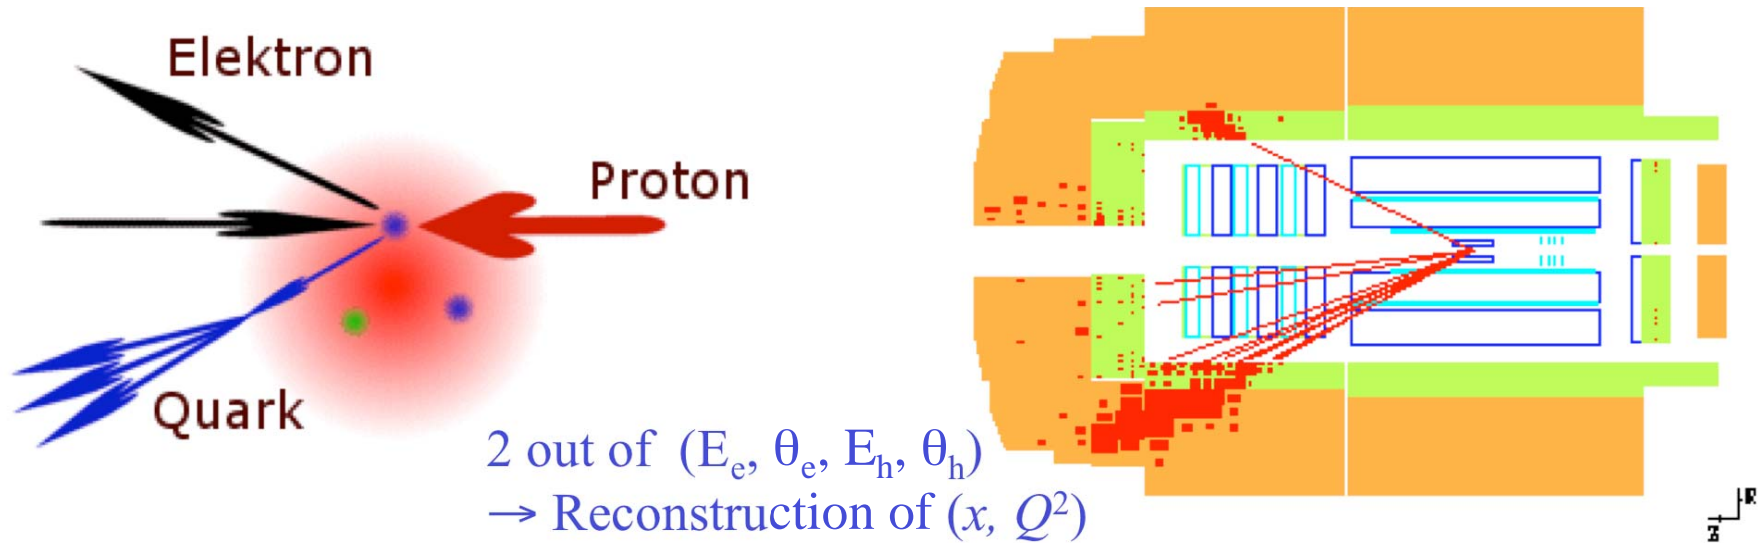 Elektron
Proton
Quark
2 out of (Eₑ, θₑ, Eₕ, θₕ)
→ Reconstruction of (x, Q²)
R
Z